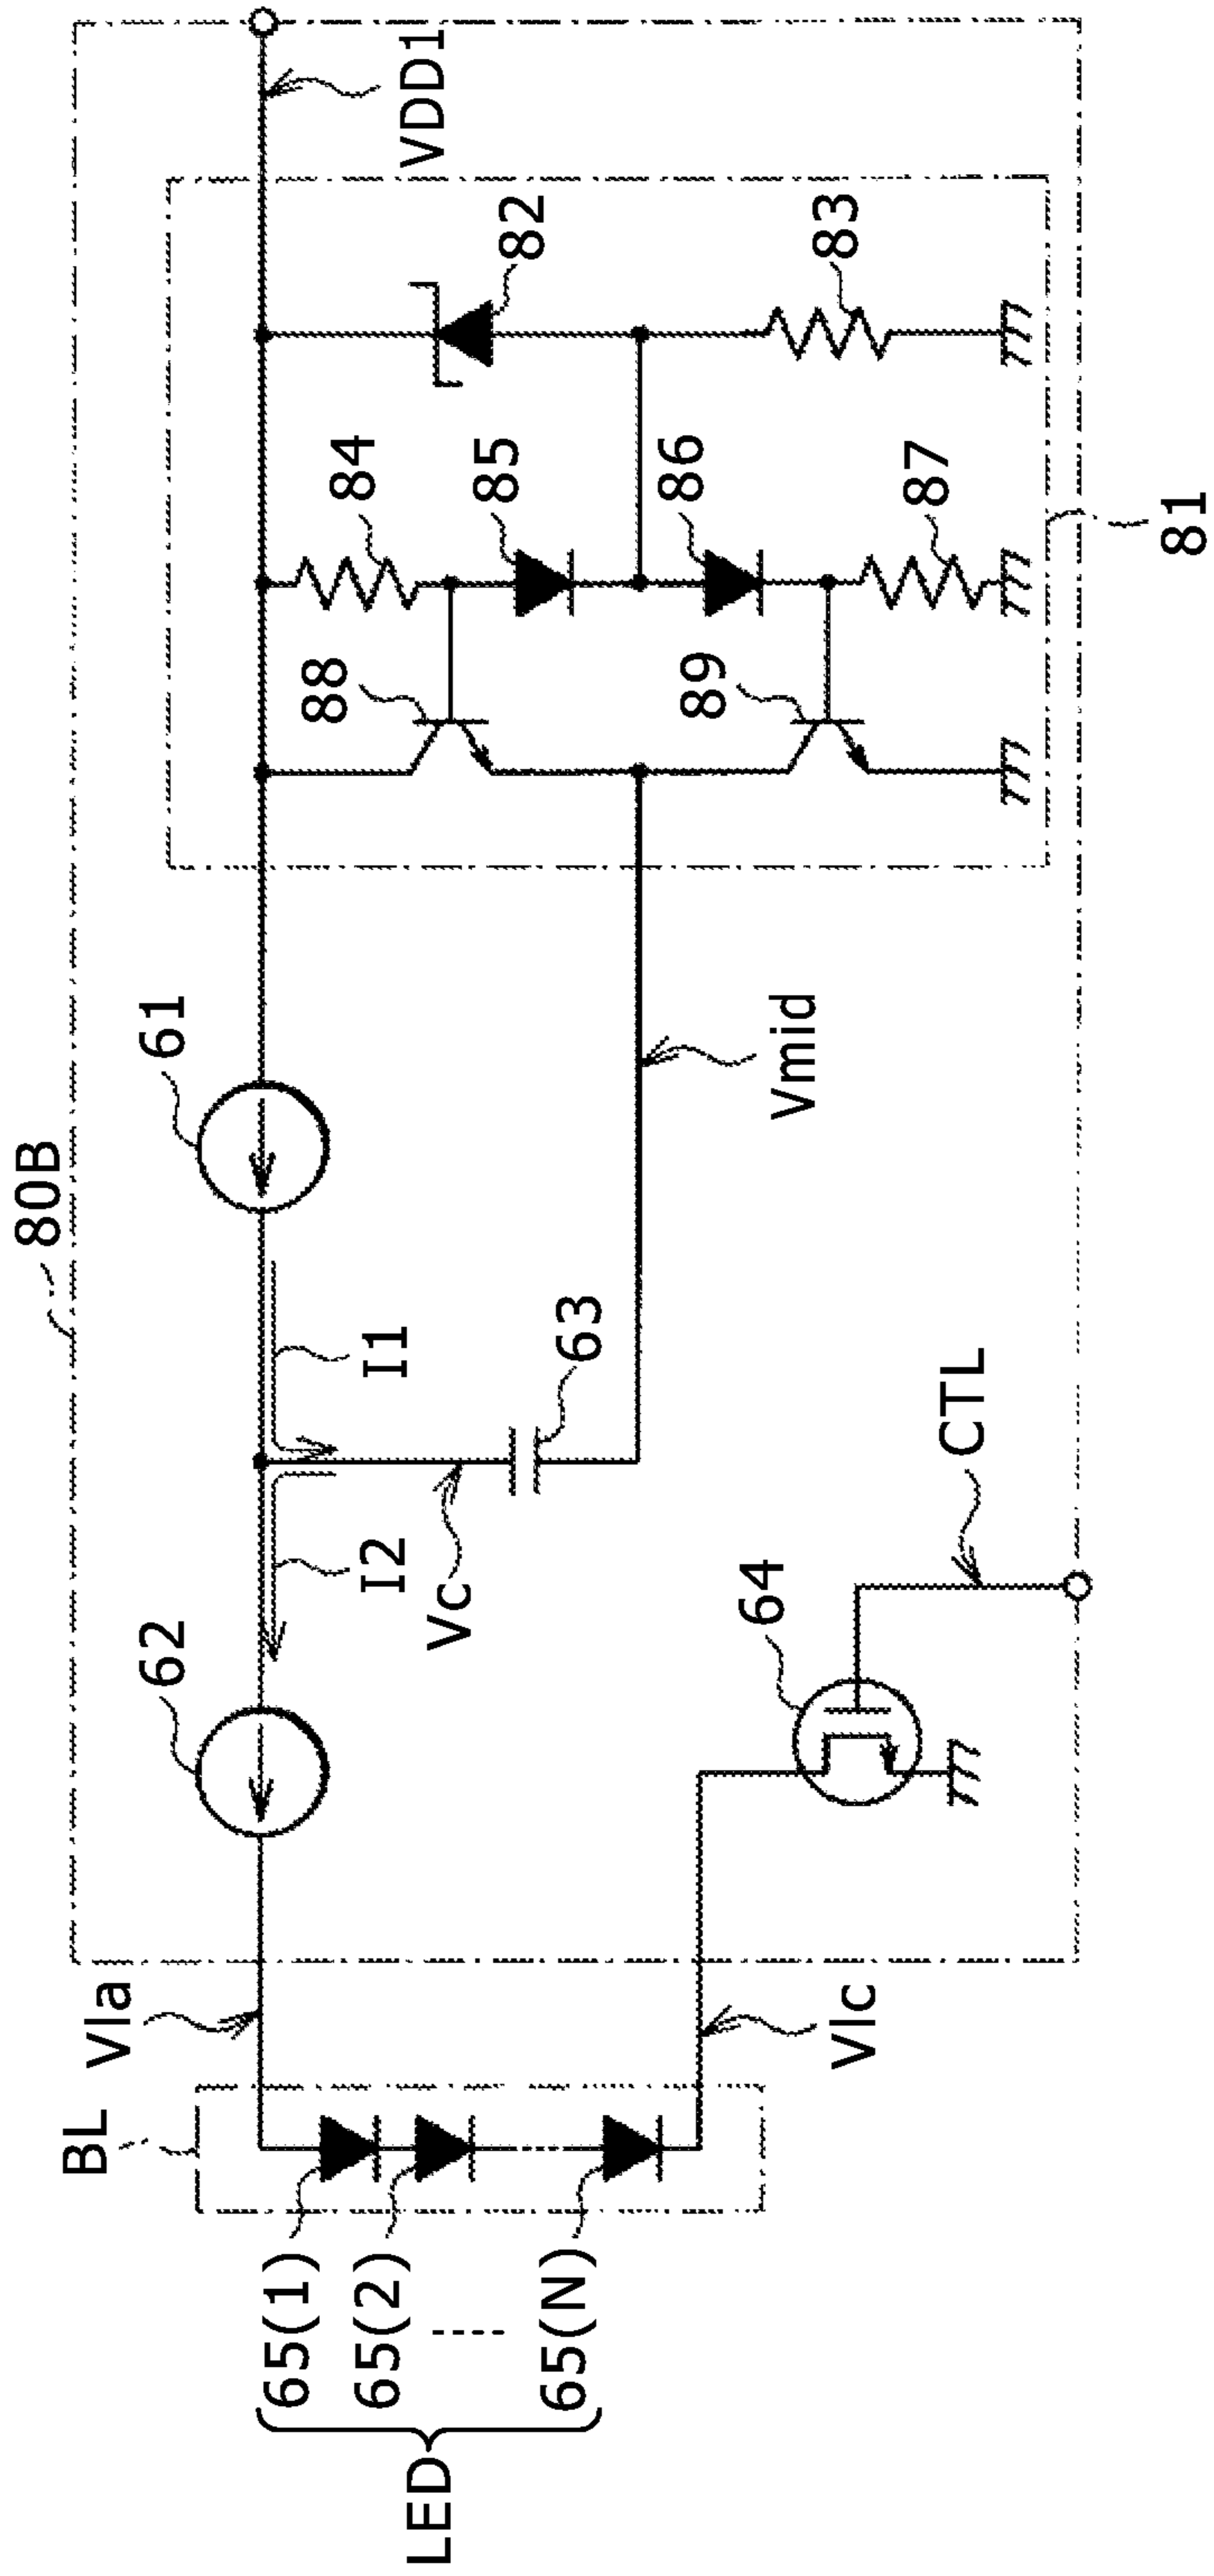 80B
BL
Vla
62
61
VDD1
I2
I1
84
82
88
85
Vc
63
65(1)
65(2)
65(N)
LED
89
86
64
Vmid
83
Vlc
CTL
87
81